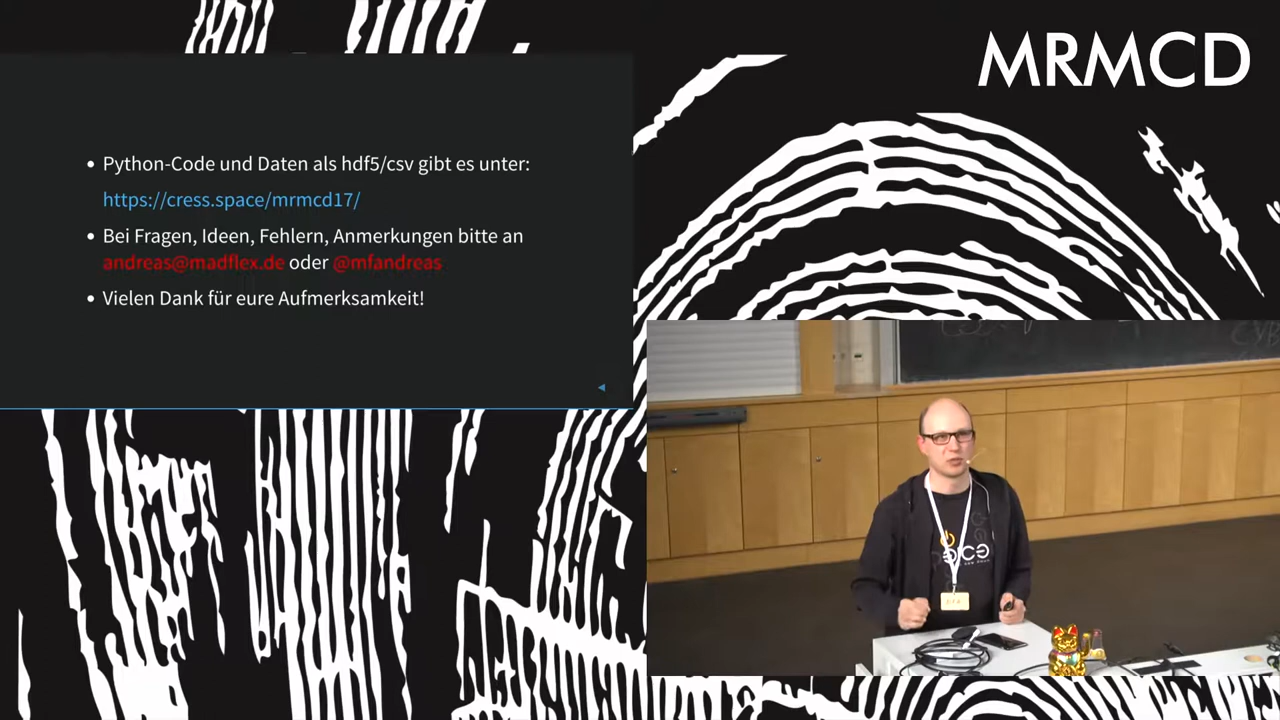 MRMCD
• Python-Code und Daten als hdf5/csv gibt es unter:
https://cress.space/mrmcd17/
• Bei Fragen, Ideen, Fehlern, Anmerkungen bitte an
andreas@madflex.de oder @mfandreas
• Vielen Dank für eure Aufmerksamkeit!